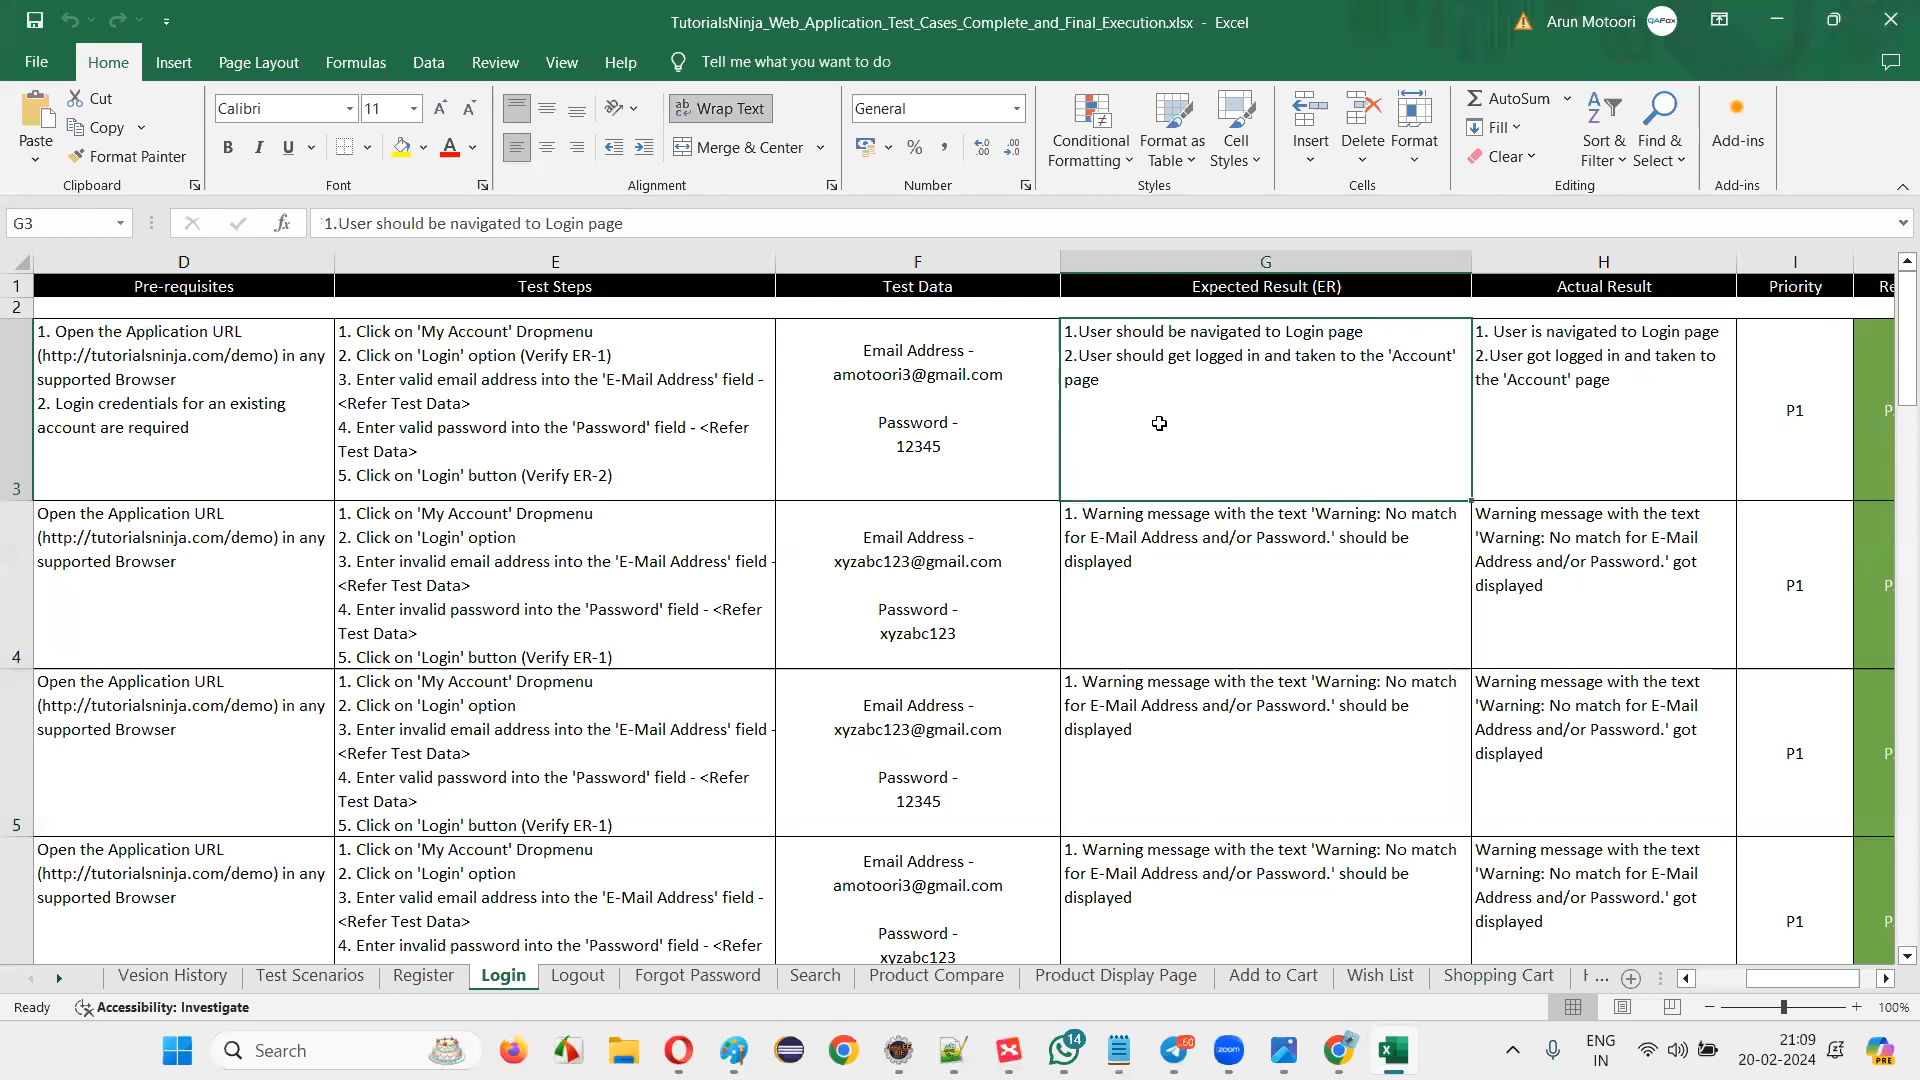 TutorialsNinja_Web_Application_Test_Cases_Complete_and_Final_Execution.xlsx - Excel
Arun Motoori
QAFox
File
Home
Insert
Page Layout
Formulas
Data
Review
View
Help
Tell me what you want to do
Paste
Cut
Copy
Format Painter
Clipboard
Calibri
11
B I U
Font
Wrap Text
Merge & Center
Alignment
General
Number
Conditional Formatting
Format as Table
Cell Styles
Styles
Insert
Delete
Format
Cells
AutoSum
Fill
Clear
Sort & Filter
Find & Select
Editing
Add-ins
Add-ins
G3
fx
1.User should be navigated to Login page
D E F G H I
1 Pre-requisites Test Steps Test Data Expected Result (ER) Actual Result Priority Re
2
3
1. Open the Application URL
(http://tutorialsninja.com/demo) in any
supported Browser
2. Login credentials for an existing
account are required
1. Click on 'My Account' Dropmenu
2. Click on 'Login' option (Verify ER-1)
3. Enter valid email address into the 'E-Mail Address' field -
<Refer Test Data>
4. Enter valid password into the 'Password' field - <Refer
Test Data>
5. Click on 'Login' button (Verify ER-2)
Email Address -
amotoori3@gmail.com
Password -
12345
1.User should be navigated to Login page
2.User should get logged in and taken to the 'Account'
page
1. User is navigated to Login page
2.User got logged in and taken to
the 'Account' page
P1
P
4
Open the Application URL
(http://tutorialsninja.com/demo) in any
supported Browser
1. Click on 'My Account' Dropmenu
2. Click on 'Login' option
3. Enter invalid email address into the 'E-Mail Address' field -
<Refer Test Data>
4. Enter invalid password into the 'Password' field - <Refer
Test Data>
5. Click on 'Login' button (Verify ER-1)
Email Address -
xyzabc123@gmail.com
Password -
xyzabc123
1. Warning message with the text 'Warning: No match
for E-Mail Address and/or Password.' should be
displayed
Warning message with the text
'Warning: No match for E-Mail
Address and/or Password.' got
displayed
P1
P
5
Open the Application URL
(http://tutorialsninja.com/demo) in any
supported Browser
1. Click on 'My Account' Dropmenu
2. Click on 'Login' option
3. Enter invalid email address into the 'E-Mail Address' field -
<Refer Test Data>
4. Enter valid password into the 'Password' field - <Refer
Test Data>
5. Click on 'Login' button (Verify ER-1)
Email Address -
xyzabc123@gmail.com
Password -
12345
1. Warning message with the text 'Warning: No match
for E-Mail Address and/or Password.' should be
displayed
Warning message with the text
'Warning: No match for E-Mail
Address and/or Password.' got
displayed
P1
P
Open the Application URL
(http://tutorialsninja.com/demo) in any
supported Browser
1. Click on 'My Account' Dropmenu
2. Click on 'Login' option
3. Enter valid email address into the 'E-Mail Address' field -
<Refer Test Data>
4. Enter invalid password into the 'Password' field - <Refer
Email Address -
amotoori3@gmail.com
Password -
xyzabc123
1. Warning message with the text 'Warning: No match
for E-Mail Address and/or Password.' should be
displayed
Warning message with the text
'Warning: No match for E-Mail
Address and/or Password.' got
displayed
P1
P
Vesion History
Test Scenarios
Register
Login
Logout
Forgot Password
Search
Product Compare
Product Display Page
Add to Cart
Wish List
Shopping Cart
...
Ready
Accessibility: Investigate
100%
Search
14
60
zoom
ENG
IN
21:09
20-02-2024
PRE